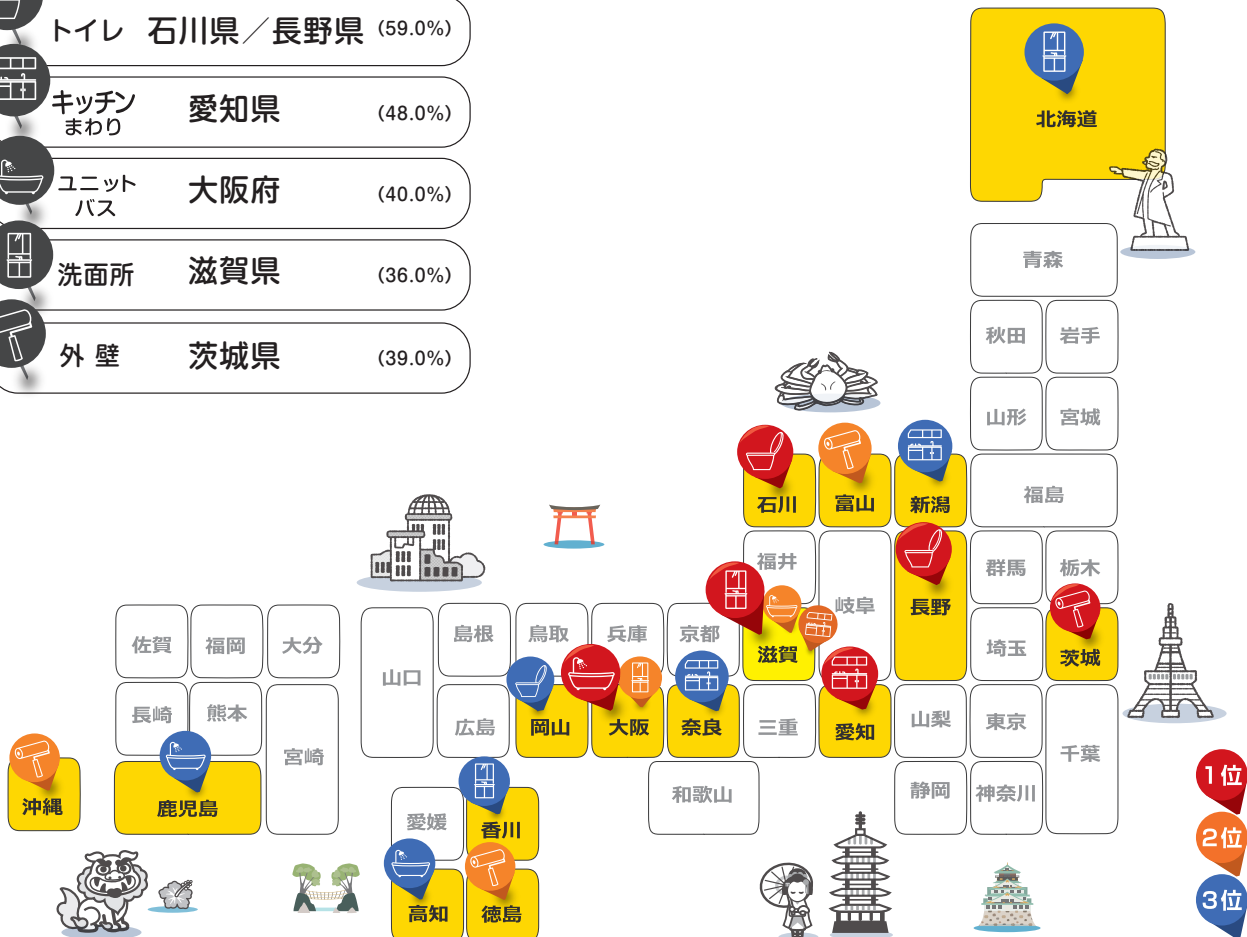 トイレ 石川県／長野県 (59.0%)
キッチン
まわり 愛知県 (48.0%)
ユニット
バス 大阪府 (40.0%)
洗面所 滋賀県 (36.0%)
外 壁 茨城県 (39.0%)
北海道
青森
秋田 岩手
山形 宮城
石川 富山 新潟 福島
福井 群馬 栃木
岐阜 長野
佐賀 福岡 大分 島根 鳥取 兵庫 京都 滋賀 埼玉 茨城
山口
長崎 熊本 広島 岡山 大阪 奈良 三重 愛知 山梨 東京
宮崎 千葉
沖縄 鹿児島 和歌山 静岡 神奈川
愛媛 香川
高知 徳島
1位
2位
3位